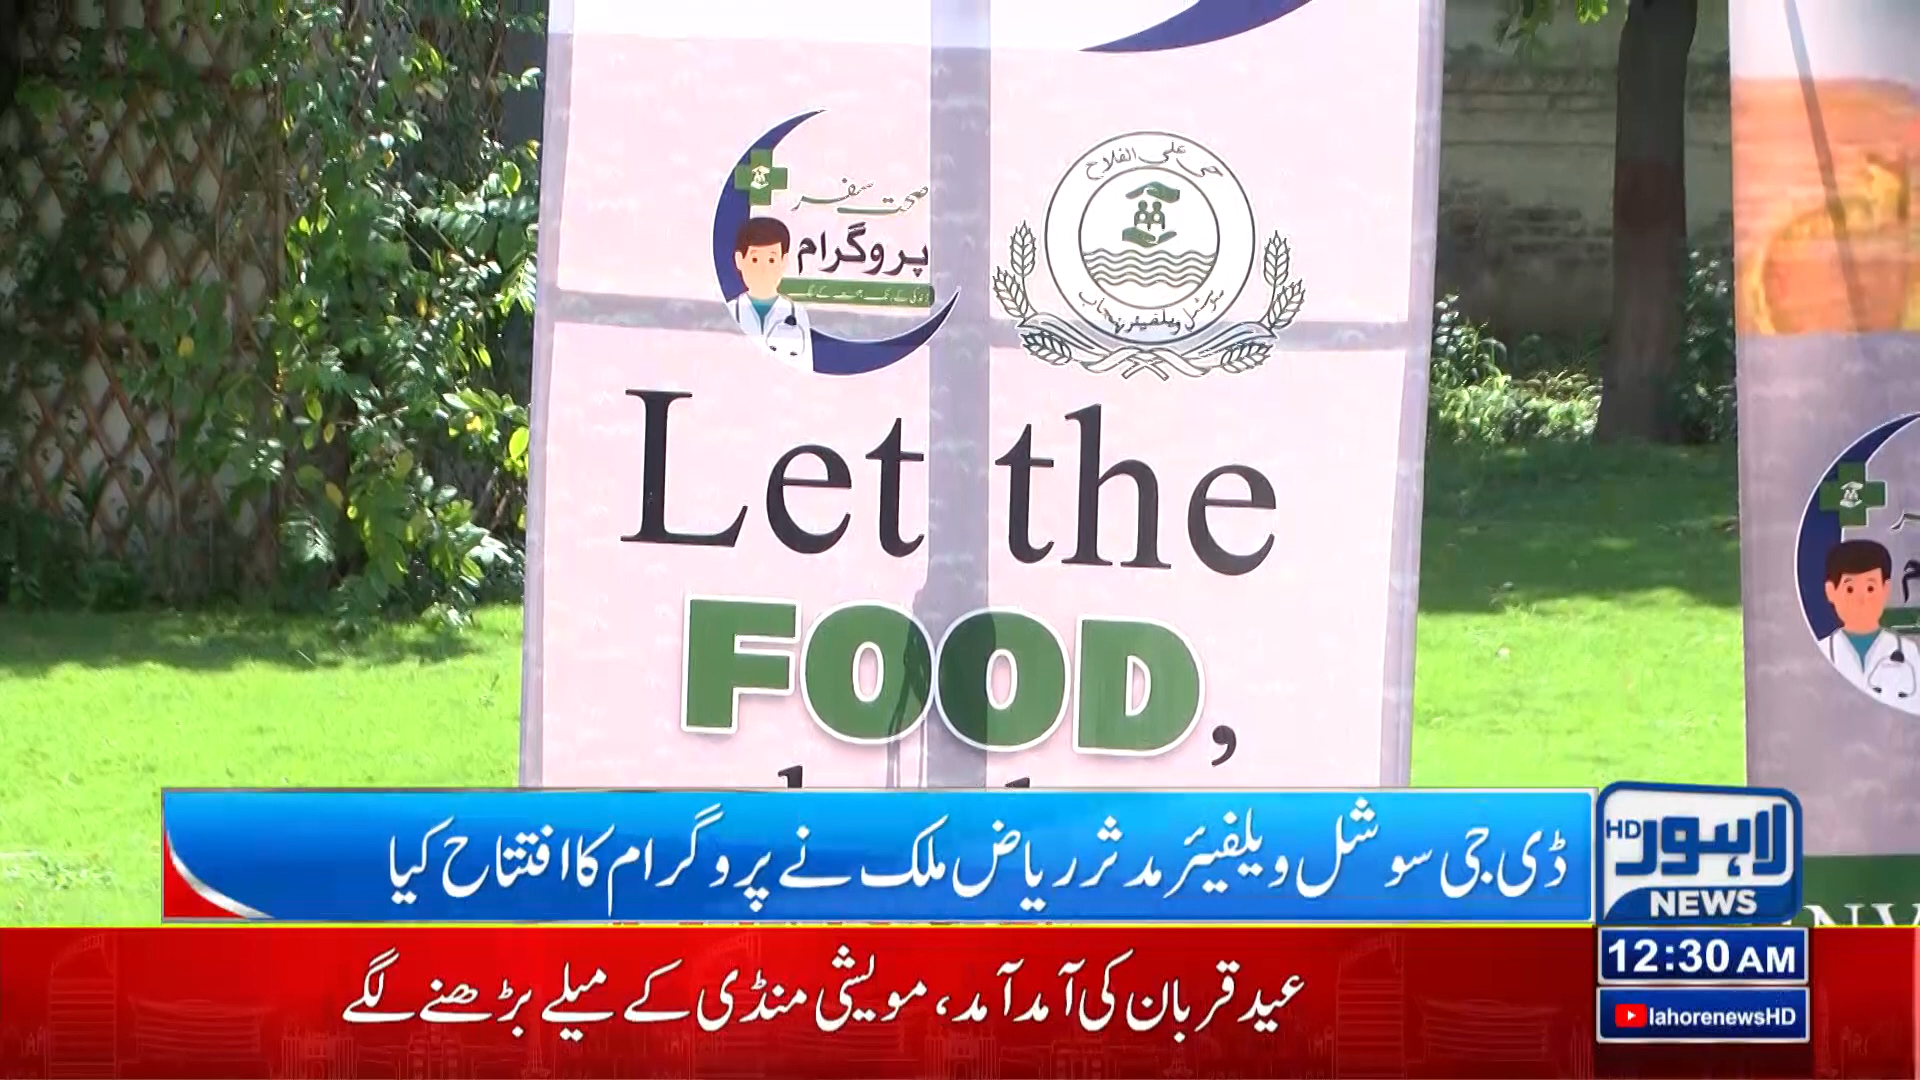 صحت سفر
پروگرام
حی علی الفلاح
سوشل ویلفیئر پنجاب
Let the
FOOD,
ڈی جی سوشل ویلفیئر مدثر ریاض ملک نے پروگرام کا افتتاح کیا
لاہور HD
NEWS
12:30 AM
عید قربان کی آمد آمد، مویشی منڈی کے میلے بڑھنے لگے
lahorenewsHD